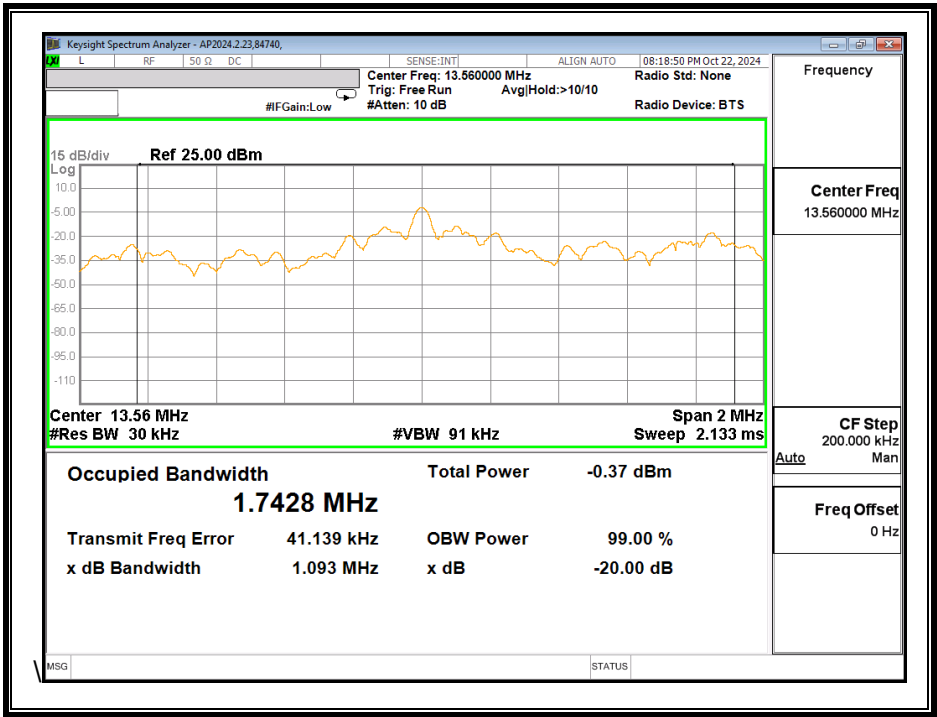 Keysight Spectrum Analyzer - AP2024.2.23,84740,
LXI L RF 50 Ω DC SENSE:INT ALIGN AUTO 08:18:50 PM Oct 22, 2024
Center Freq: 13.560000 MHz Radio Std: None
Trig: Free Run Avg|Hold:>10/10
#IFGain:Low #Atten: 10 dB Radio Device: BTS
15 dB/div Ref 25.00 dBm
Log
10.0
-5.00
-20.0
-35.0
-50.0
-65.0
-80.0
-95.0
-110
Center 13.56 MHz Span 2 MHz
#Res BW 30 kHz #VBW 91 kHz Sweep 2.133 ms
Occupied Bandwidth Total Power -0.37 dBm
1.7428 MHz
Transmit Freq Error 41.139 kHz OBW Power 99.00 %
x dB Bandwidth 1.093 MHz x dB -20.00 dB
Frequency
Center Freq
13.560000 MHz
CF Step
200.000 kHz
Auto Man
Freq Offset
0 Hz
\
MSG STATUS